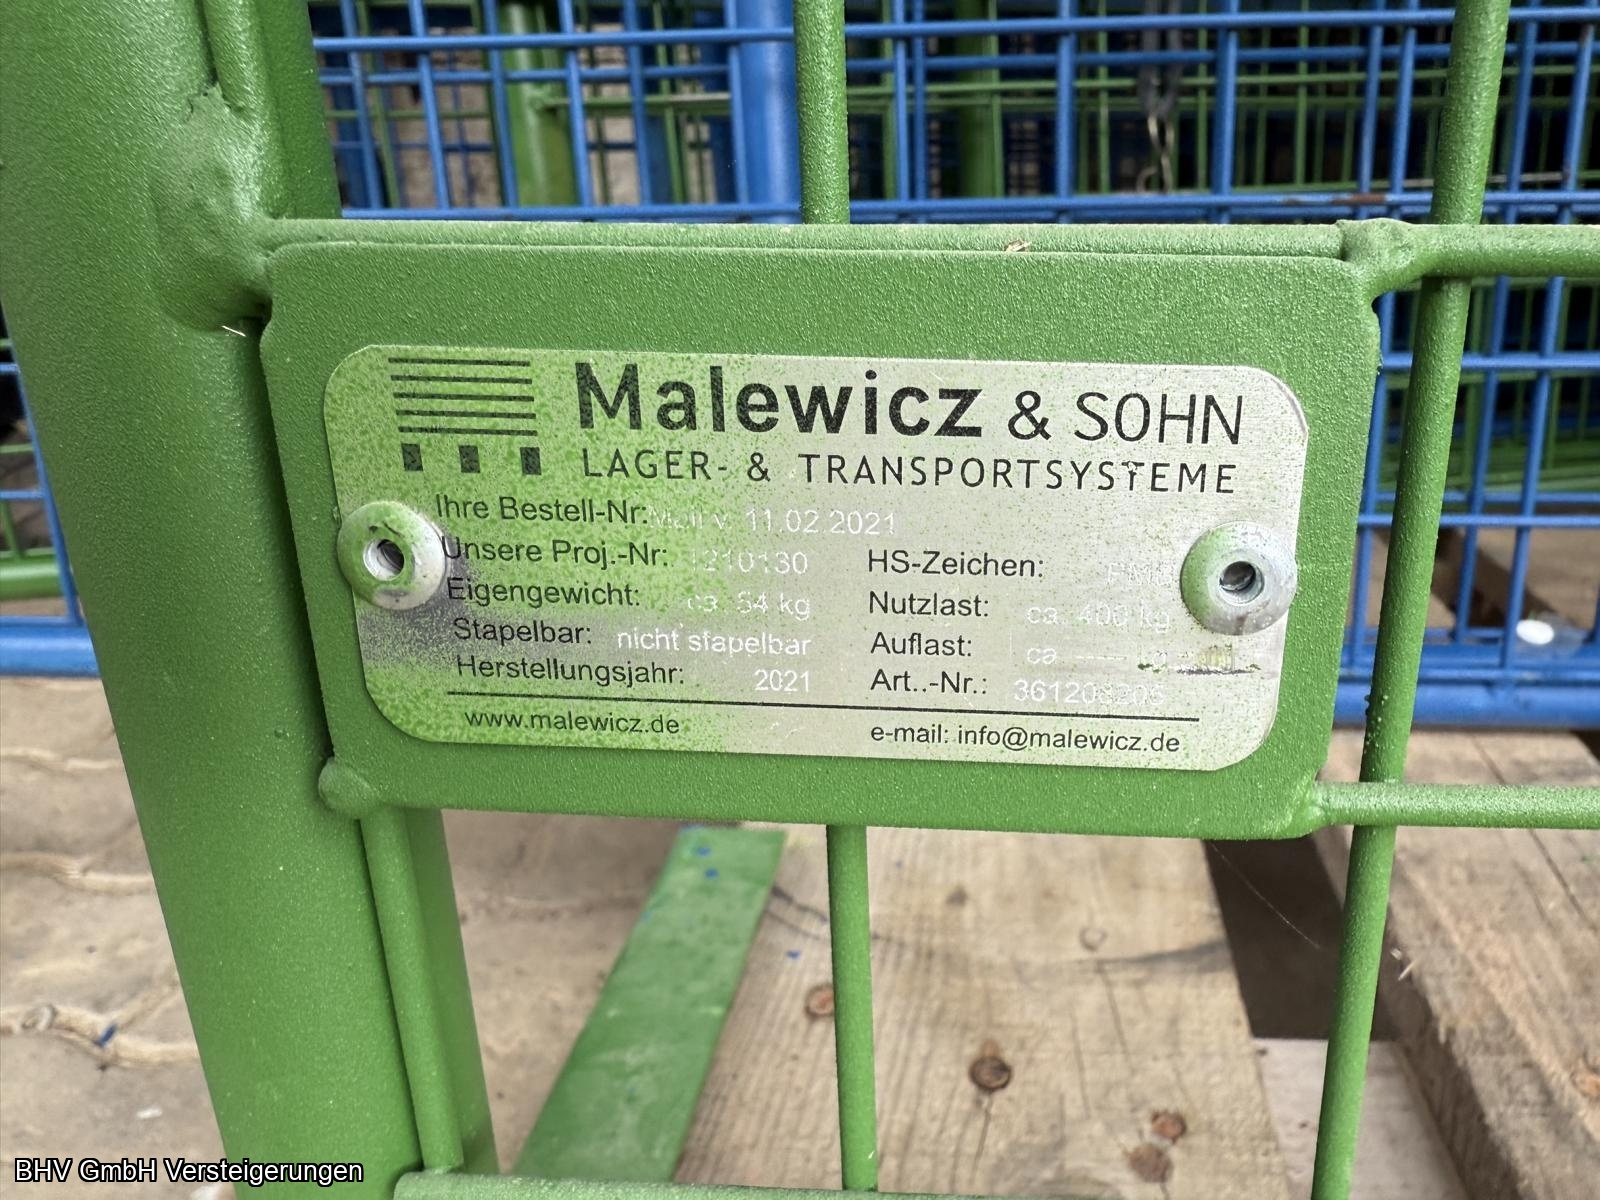 Malewicz & SOHN
LAGER- & TRANSPORTSYSTEME
Ihre Bestell-Nr: Mail v. 11.02.2021
Unsere Proj.-Nr: 1210130 HS-Zeichen:
Eigengewicht: ca. 54 kg Nutzlast: ca. 400 kg
Stapelbar: nicht stapelbar Auflast: ca ----- kg
Herstellungsjahr: 2021 Art..-Nr.:
www.malewicz.de e-mail: info@malewicz.de
BHV GmbH Versteigerungen